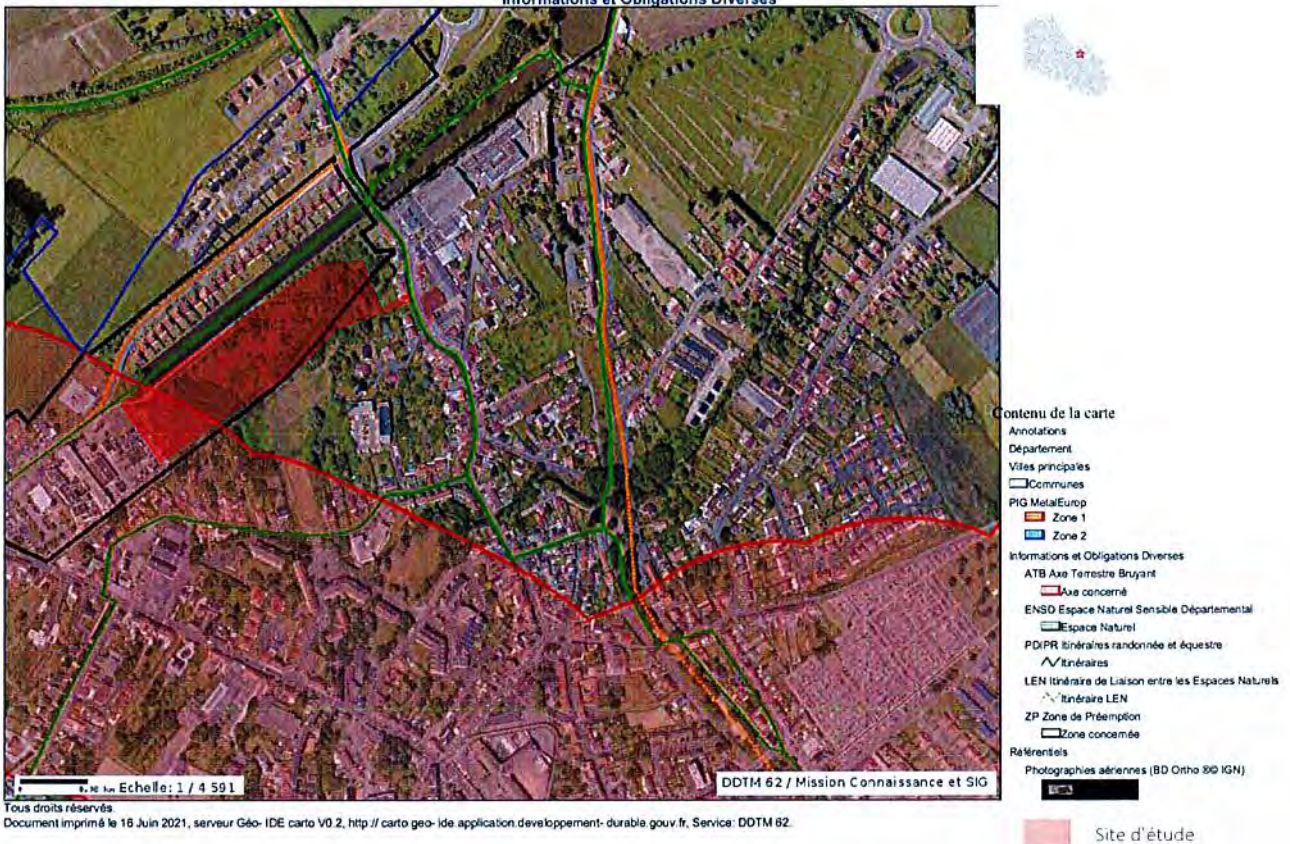 Informations et Obligations Diverses
Contenu de la carte
Annotations
Département
Villes principales
Communes
PIG MetalEurop
Zone 1
Zone 2
Informations et Obligations Diverses
ATB Axe Terrestre Bruyant
Axe concerné
ENSD Espace Naturel Sensible Départemental
Espace Naturel
PDIPR Itinéraires randonnée et équestre
Itinéraires
LEN Itinéraire de Liaison entre les Espaces Naturels
Itinéraire LEN
ZP Zone de Préemption
Zone concernée
Référentiels
Photographies aériennes (BD Ortho ®© IGN)
Echelle: 1 / 4 591
DDTM 62 / Mission Connaissance et SIG
Tous droits réservés
Document imprimé le 16 Juin 2021, serveur Géo- IDE carto V0.2, http:// carto geo- ide.application.developpement- durable.gouv.fr, Service: DDTM 62.
Site d'étude